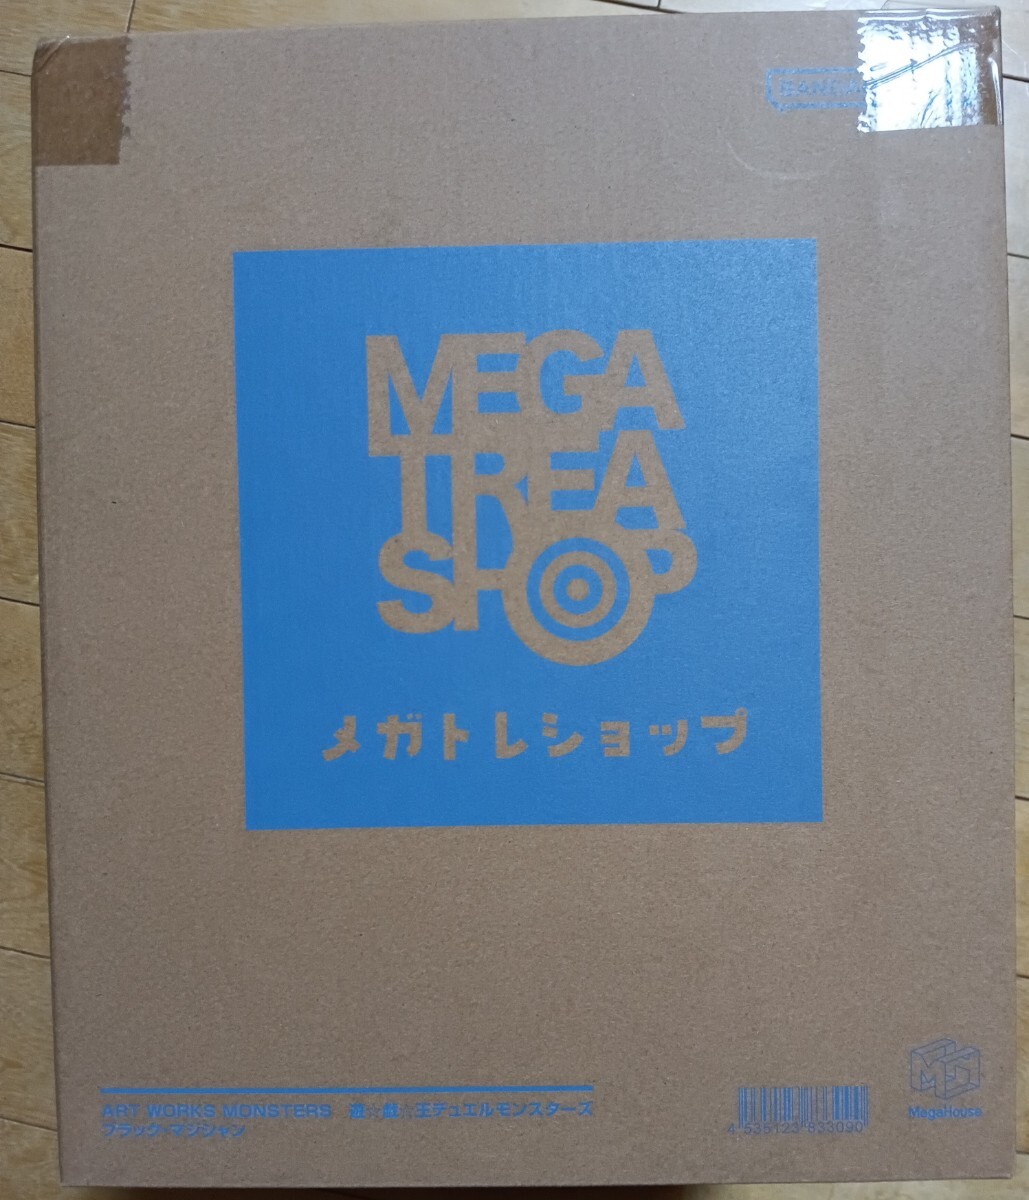 MEGA
TREA
SHOP
メガトレショップ
ART WORKS MONSTERS 遊☆戯☆王デュエルモンスターズ
ブラック・マジシャン
4 535123 833090
MegaHouse